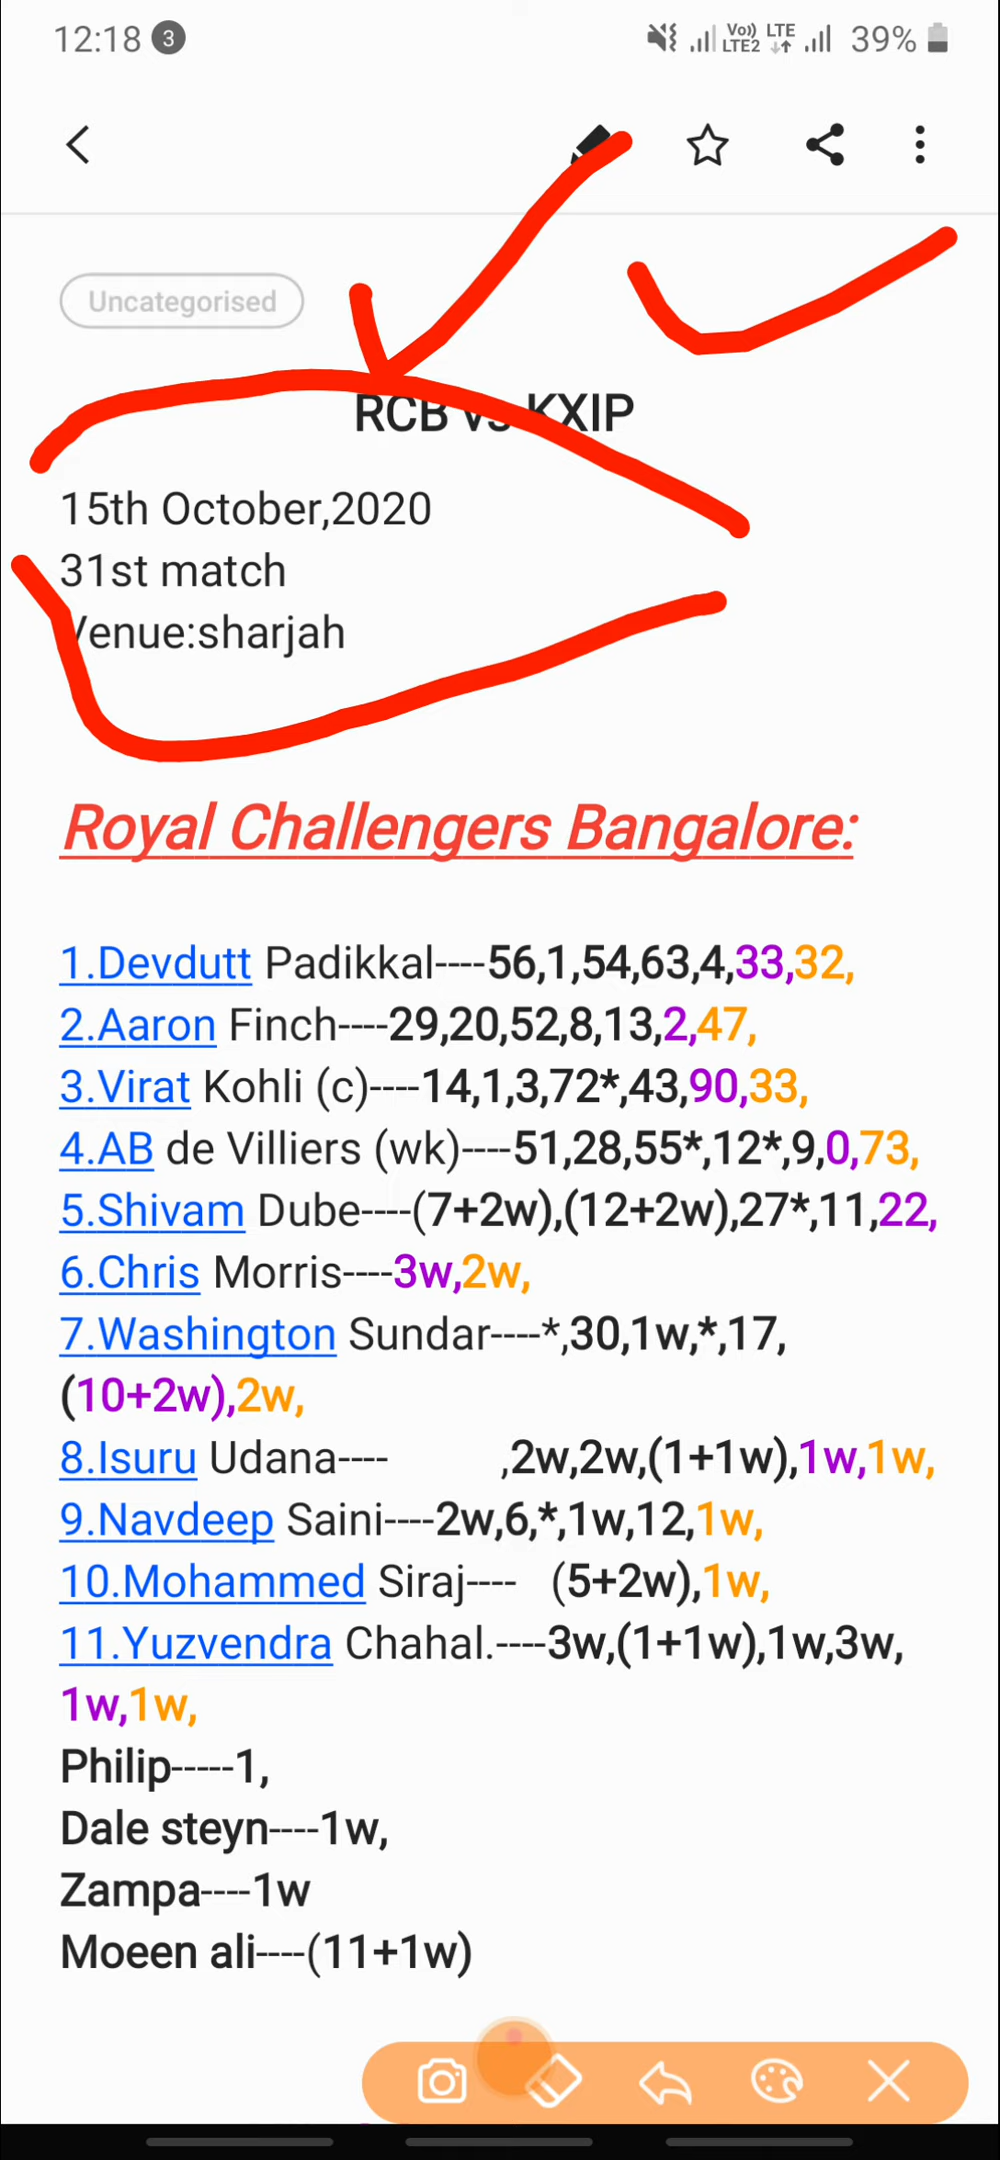 12:18 3 Vo)) LTE2 LTE 39%
Uncategorised
RCB vs KXIP
15th October,2020
31st match
Venue:sharjah
Royal Challengers Bangalore:
1.Devdutt Padikkal----56,1,54,63,4,33,32,
2.Aaron Finch----29,20,52,8,13,2,47,
3.Virat Kohli (c)----14,1,3,72*,43,90,33,
4.AB de Villiers (wk)----51,28,55*,12*,9,0,73,
5.Shivam Dube----(7+2w),(12+2w),27*,11,22,
6.Chris Morris----3w,2w,
7.Washington Sundar----*,30,1w,*,17,
(10+2w),2w,
8.Isuru Udana---- ,2w,2w,(1+1w),1w,1w,
9.Navdeep Saini----2w,6,*,1w,12,1w,
10.Mohammed Siraj---- (5+2w),1w,
11.Yuzvendra Chahal.----3w,(1+1w),1w,3w,
1w,1w,
Philip-----1,
Dale steyn----1w,
Zampa----1w
Moeen ali----(11+1w)